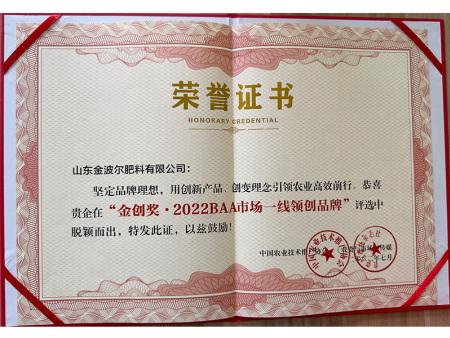 荣誉证书
HONORARY CREDENTIAL
山东金波尔肥料有限公司：
坚定品牌理想，用创新产品、创变理念引领农业高效前行。恭喜
贵企在“金创奖·2022BAA市场一线领创品牌”评选中
脱颖而出，特发此证，以兹鼓励！
中国农业技术推
传媒
年七月